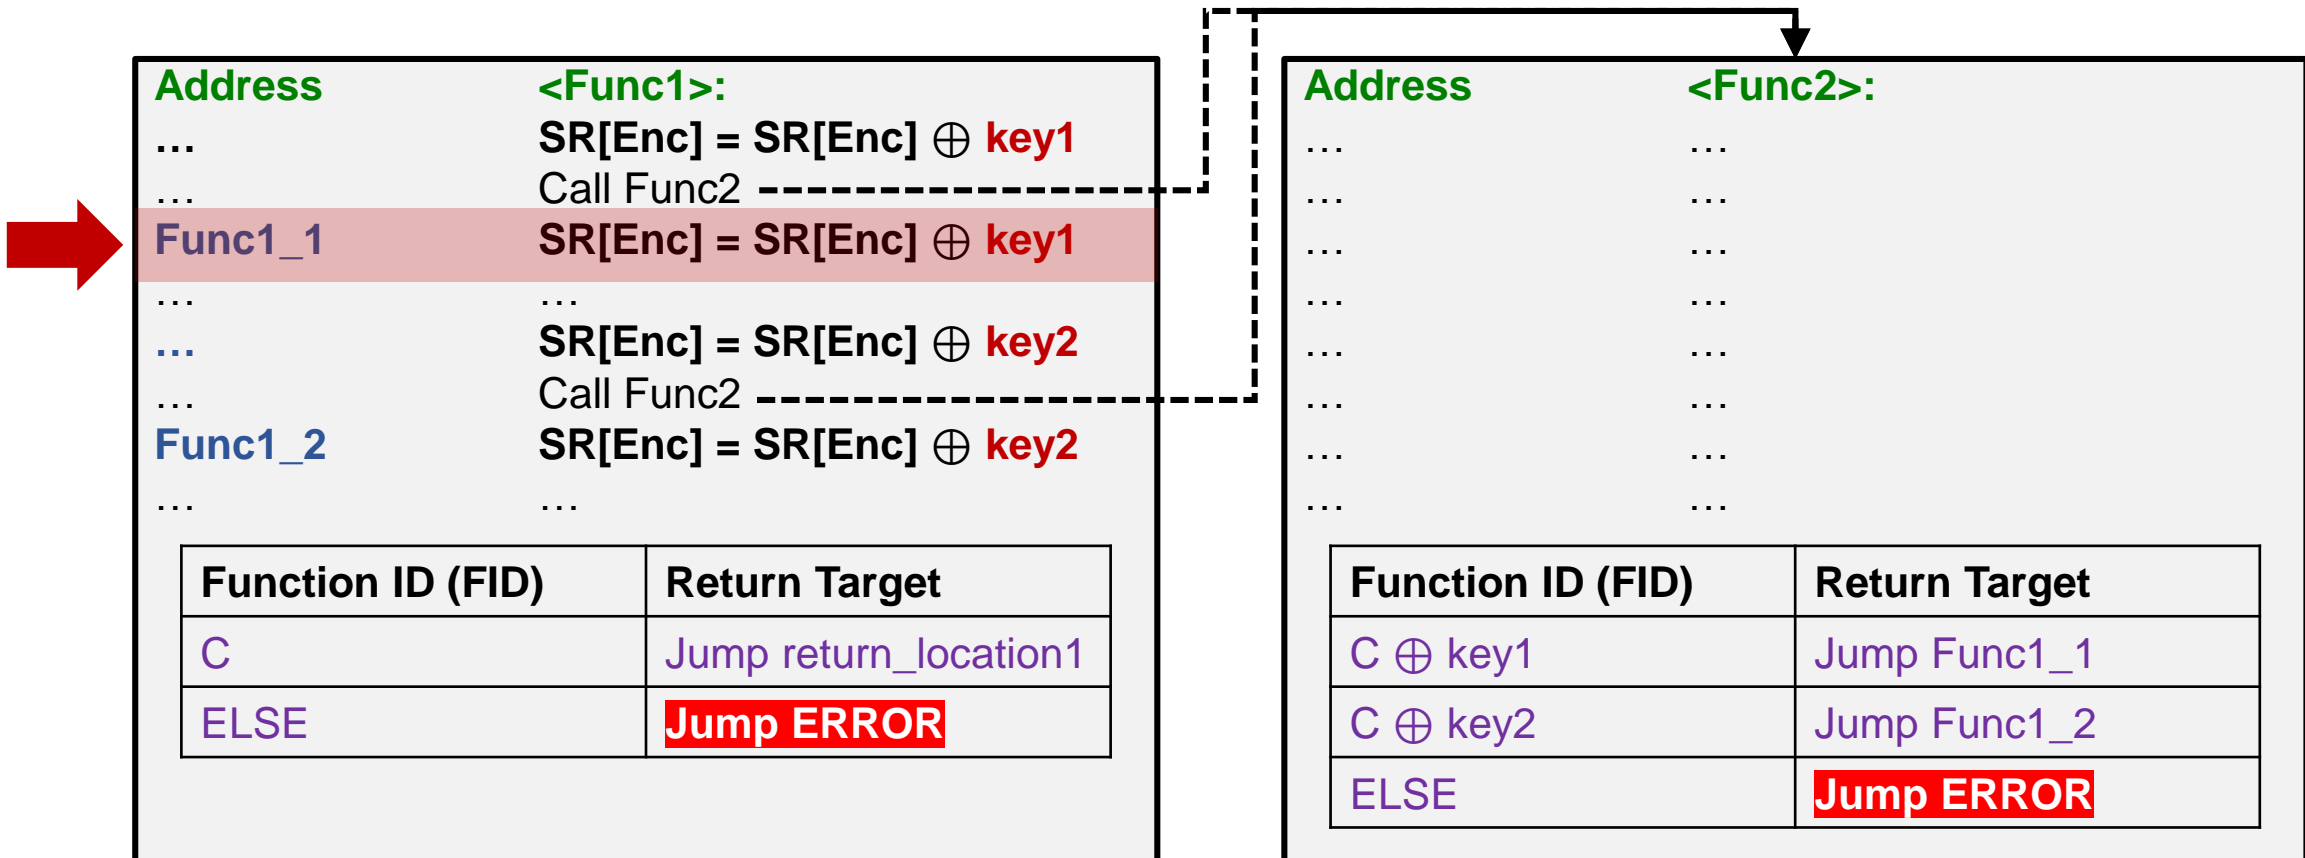 Address <Func1>:
… SR[Enc] = SR[Enc] ⊕ key1
… Call Func2
Func1_1 SR[Enc] = SR[Enc] ⊕ key1
… …
… SR[Enc] = SR[Enc] ⊕ key2
… Call Func2
Func1_2 SR[Enc] = SR[Enc] ⊕ key2
… …
Function ID (FID) Return Target
C Jump return_location1
ELSE Jump ERROR
Address <Func2>:
… …
… …
… …
… …
… …
… …
… …
… …
Function ID (FID) Return Target
C ⊕ key1 Jump Func1_1
C ⊕ key2 Jump Func1_2
ELSE Jump ERROR